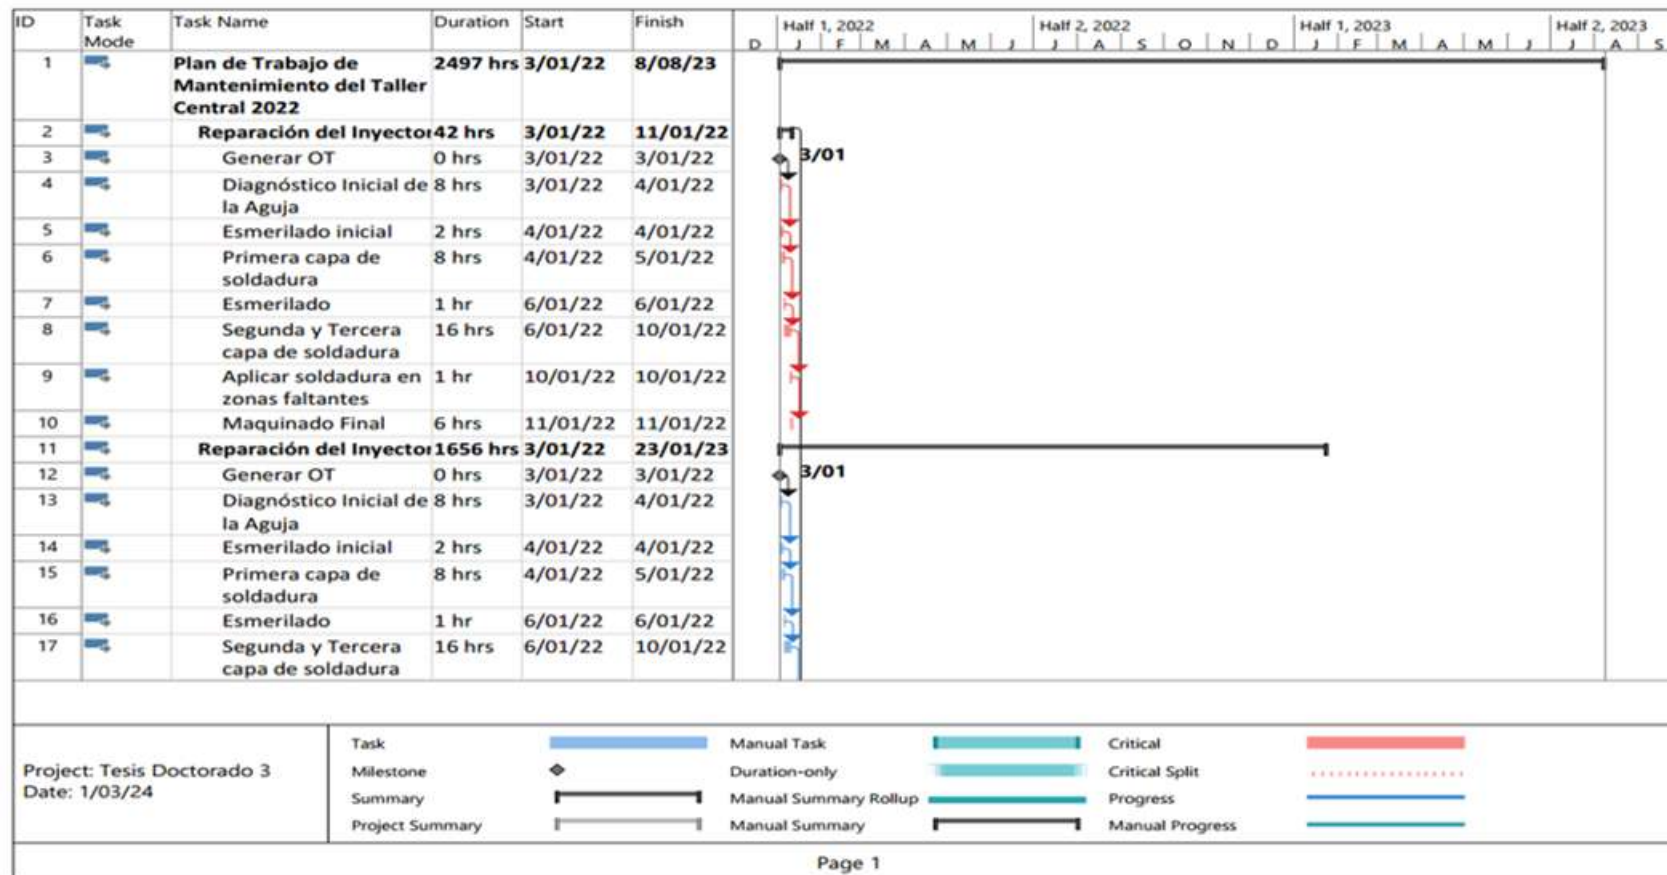 ID Task Mode Task Name Duration Start Finish
Half 1, 2022 Half 2, 2022 Half 1, 2023 Half 2, 2023
D J F M A M J J A S O N D J F M A M J J A S
1 Plan de Trabajo de Mantenimiento del Taller Central 2022 2497 hrs 3/01/22 8/08/23
2 Reparación del Inyector 42 hrs 3/01/22 11/01/22
3 Generar OT 0 hrs 3/01/22 3/01/22 3/01
4 Diagnóstico Inicial de la Aguja 8 hrs 3/01/22 4/01/22
5 Esmerilado inicial 2 hrs 4/01/22 4/01/22
6 Primera capa de soldadura 8 hrs 4/01/22 5/01/22
7 Esmerilado 1 hr 6/01/22 6/01/22
8 Segunda y Tercera capa de soldadura 16 hrs 6/01/22 10/01/22
9 Aplicar soldadura en zonas faltantes 1 hr 10/01/22 10/01/22
10 Maquinado Final 6 hrs 11/01/22 11/01/22
11 Reparación del Inyector 1656 hrs 3/01/22 23/01/23
12 Generar OT 0 hrs 3/01/22 3/01/22 3/01
13 Diagnóstico Inicial de la Aguja 8 hrs 3/01/22 4/01/22
14 Esmerilado inicial 2 hrs 4/01/22 4/01/22
15 Primera capa de soldadura 8 hrs 4/01/22 5/01/22
16 Esmerilado 1 hr 6/01/22 6/01/22
17 Segunda y Tercera capa de soldadura 16 hrs 6/01/22 10/01/22
Project: Tesis Doctorado 3
Date: 1/03/24
Task Manual Task Critical
Milestone Duration-only Critical Split
Summary Manual Summary Rollup Progress
Project Summary Manual Summary Manual Progress
Page 1